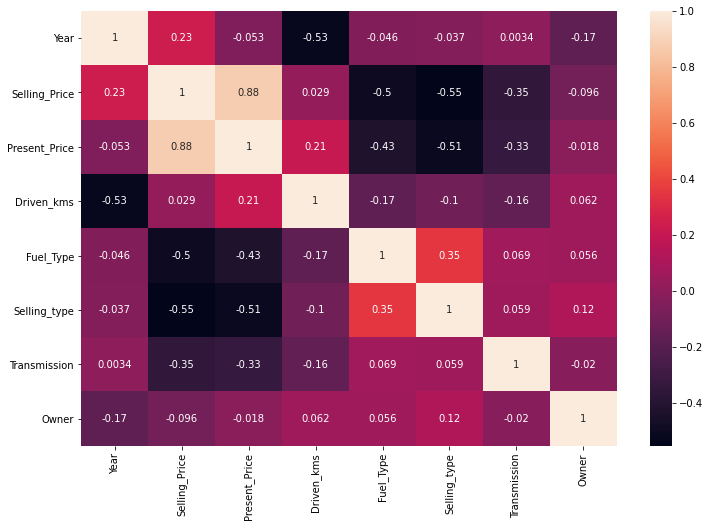 Year 1 0.23 -0.053 -0.53 -0.046 -0.037 0.0034 -0.17
Selling_Price 0.23 1 0.88 0.029 -0.5 -0.55 -0.35 -0.096
Present_Price -0.053 0.88 1 0.21 -0.43 -0.51 -0.33 -0.018
Driven_kms -0.53 0.029 0.21 1 -0.17 -0.1 -0.16 0.062
Fuel_Type -0.046 -0.5 -0.43 -0.17 1 0.35 0.069 0.056
Selling_type -0.037 -0.55 -0.51 -0.1 0.35 1 0.059 0.12
Transmission 0.0034 -0.35 -0.33 -0.16 0.069 0.059 1 -0.02
Owner -0.17 -0.096 -0.018 0.062 0.056 0.12 -0.02 1
Year
Selling_Price
Present_Price
Driven_kms
Fuel_Type
Selling_type
Transmission
Owner
1.0
0.8
0.6
0.4
0.2
0.0
-0.2
-0.4